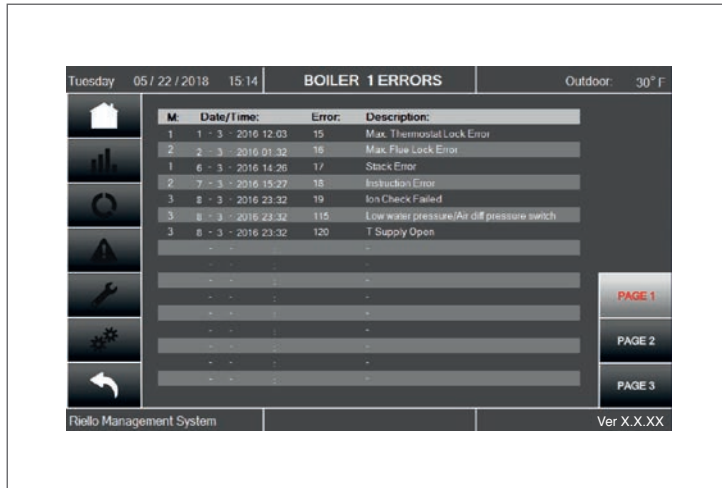 Tuesday 05 / 22 / 2018 15:14 BOILER 1 ERRORS Outdoor: 30° F
M: Date/Time: Error: Description:
1 1 - 3 - 2016 12:03 15 Max. Thermostat Lock Error
2 2 - 3 - 2016 01:32 16 Max. Flue Lock Error
1 6 - 3 - 2016 14:26 17 Stack Error
2 7 - 3 - 2016 15:27 18 Instruction Error
3 8 - 3 - 2016 23:32 19 Ion Check Failed
3 8 - 3 - 2016 23:32 115 Low water pressure/Air diff pressure switch
3 8 - 3 - 2016 23:32 120 T Supply Open
- - : -
- - : -
- - : -
- - : -
- - : -
- - : -
- - : -
- - : -
- - : -
PAGE 1
PAGE 2
PAGE 3
Riello Management System Ver X.X.XX